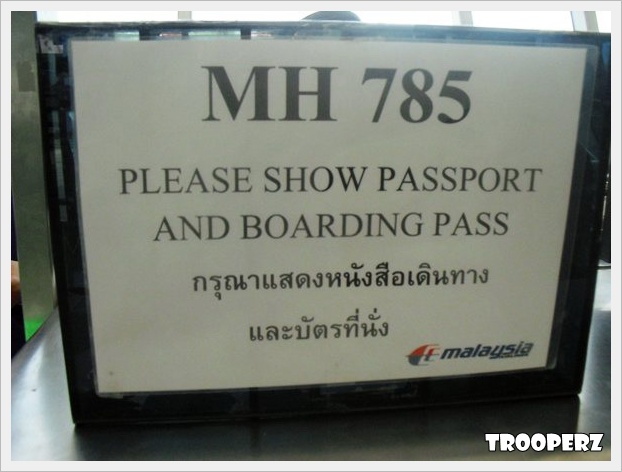 MH 785
PLEASE SHOW PASSPORT
AND BOARDING PASS
กรุณาแสดงหนังสือเดินทาง
และบัตรที่นั่ง
malaysia
TROOPERZ